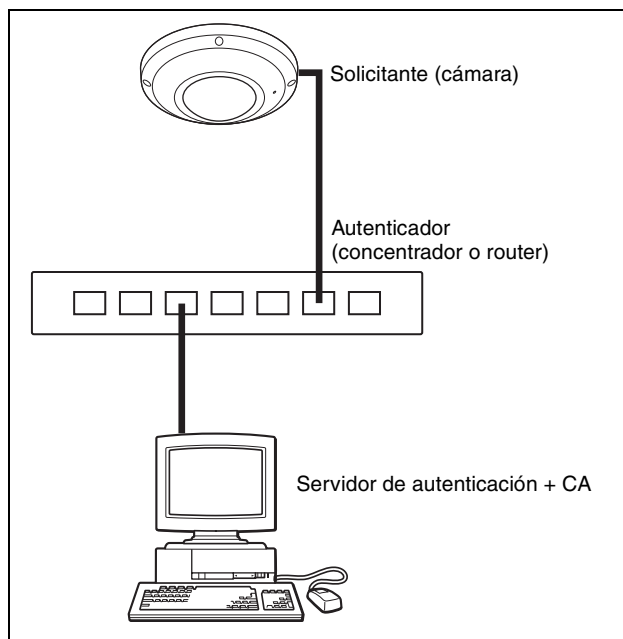 Solicitante (cámara)
Autenticador
(concentrador o router)
Servidor de autenticación + CA